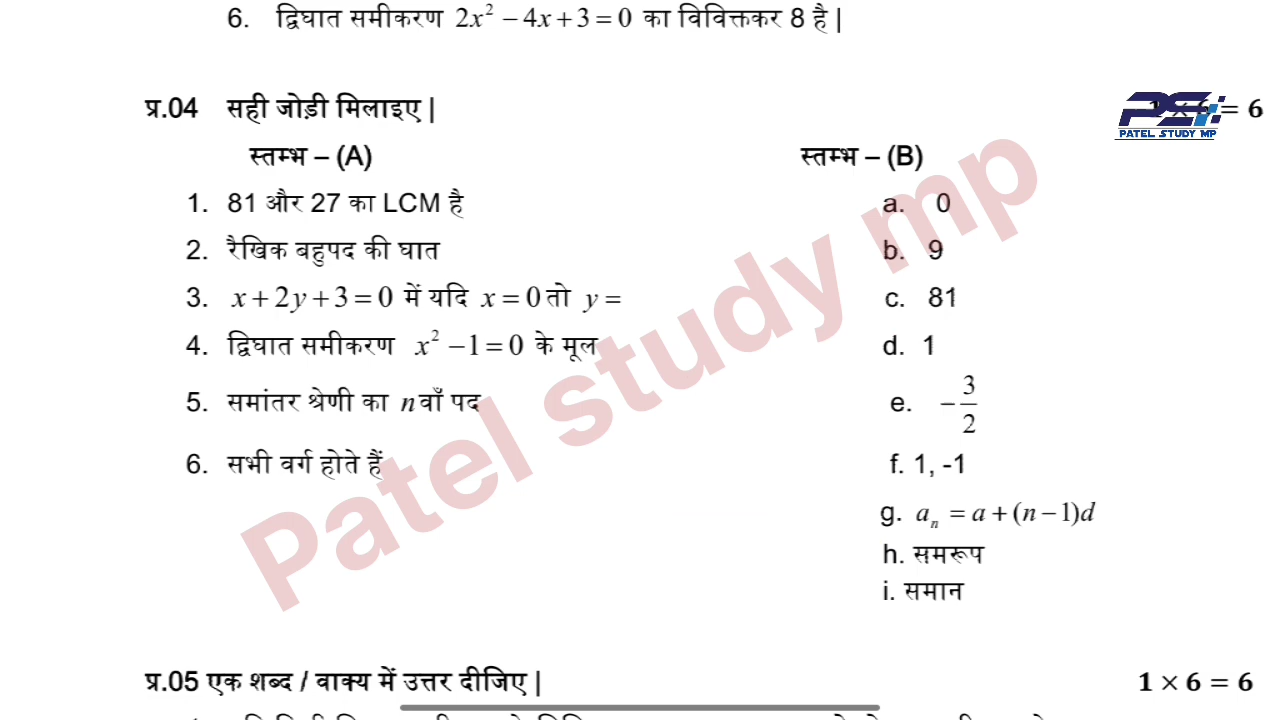 6. द्विघात समीकरण 2x² – 4x + 3 = 0 का विविक्तकर 8 है |
प्र.04 सही जोड़ी मिलाइए | 1 × 6 = 6
PATEL STUDY MP
स्तम्भ – (A) स्तम्भ – (B)
1. 81 और 27 का LCM है a. 0
2. रैखिक बहुपद की घात b. 9
3. x + 2y + 3 = 0 में यदि x = 0 तो y = c. 81
4. द्विघात समीकरण x² – 1 = 0 के मूल d. 1
5. समांतर श्रेणी का n वाँ पद e. –3/2
6. सभी वर्ग होते हैं f. 1, -1
g. aₙ = a + (n – 1)d
h. समरूप
i. समान
Patel study mp
प्र.05 एक शब्द / वाक्य में उत्तर दीजिए | 1 × 6 = 6